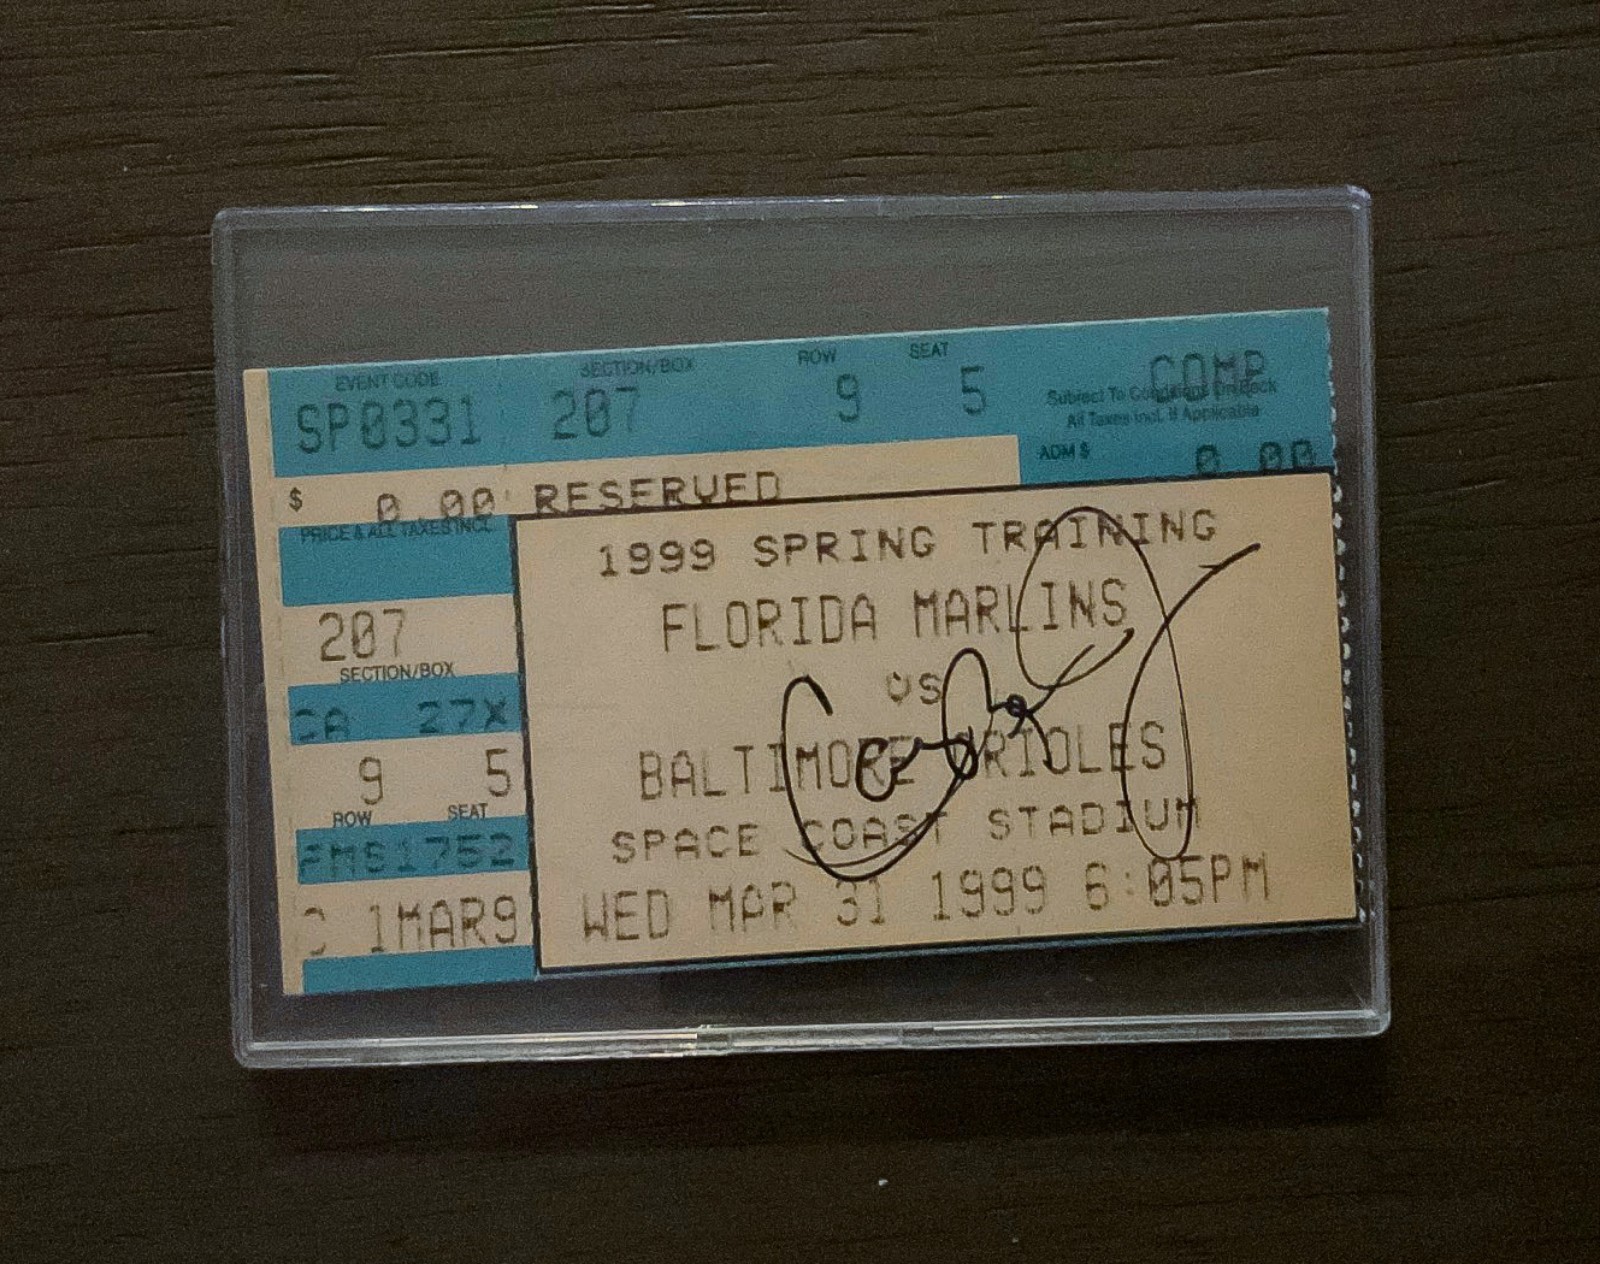 EVENT CODE SECTION/BOX ROW SEAT
SP0331 207 9 5 COMP
Subject To Conditions On Back
All Taxes Incl. If Applicable
ADM $ 0.00
$ 0.00 RESERVED
PRICE & ALL TAXES INCL.
1999 SPRING TRAINING
FLORIDA MARLINS
VS
BALTIMORE ORIOLES
SPACE COAST STADIUM
WED MAR 31 1999 6:05PM
207
SECTION/BOX
CA 27X
9 5
ROW SEAT
FMS1752
1MAR9